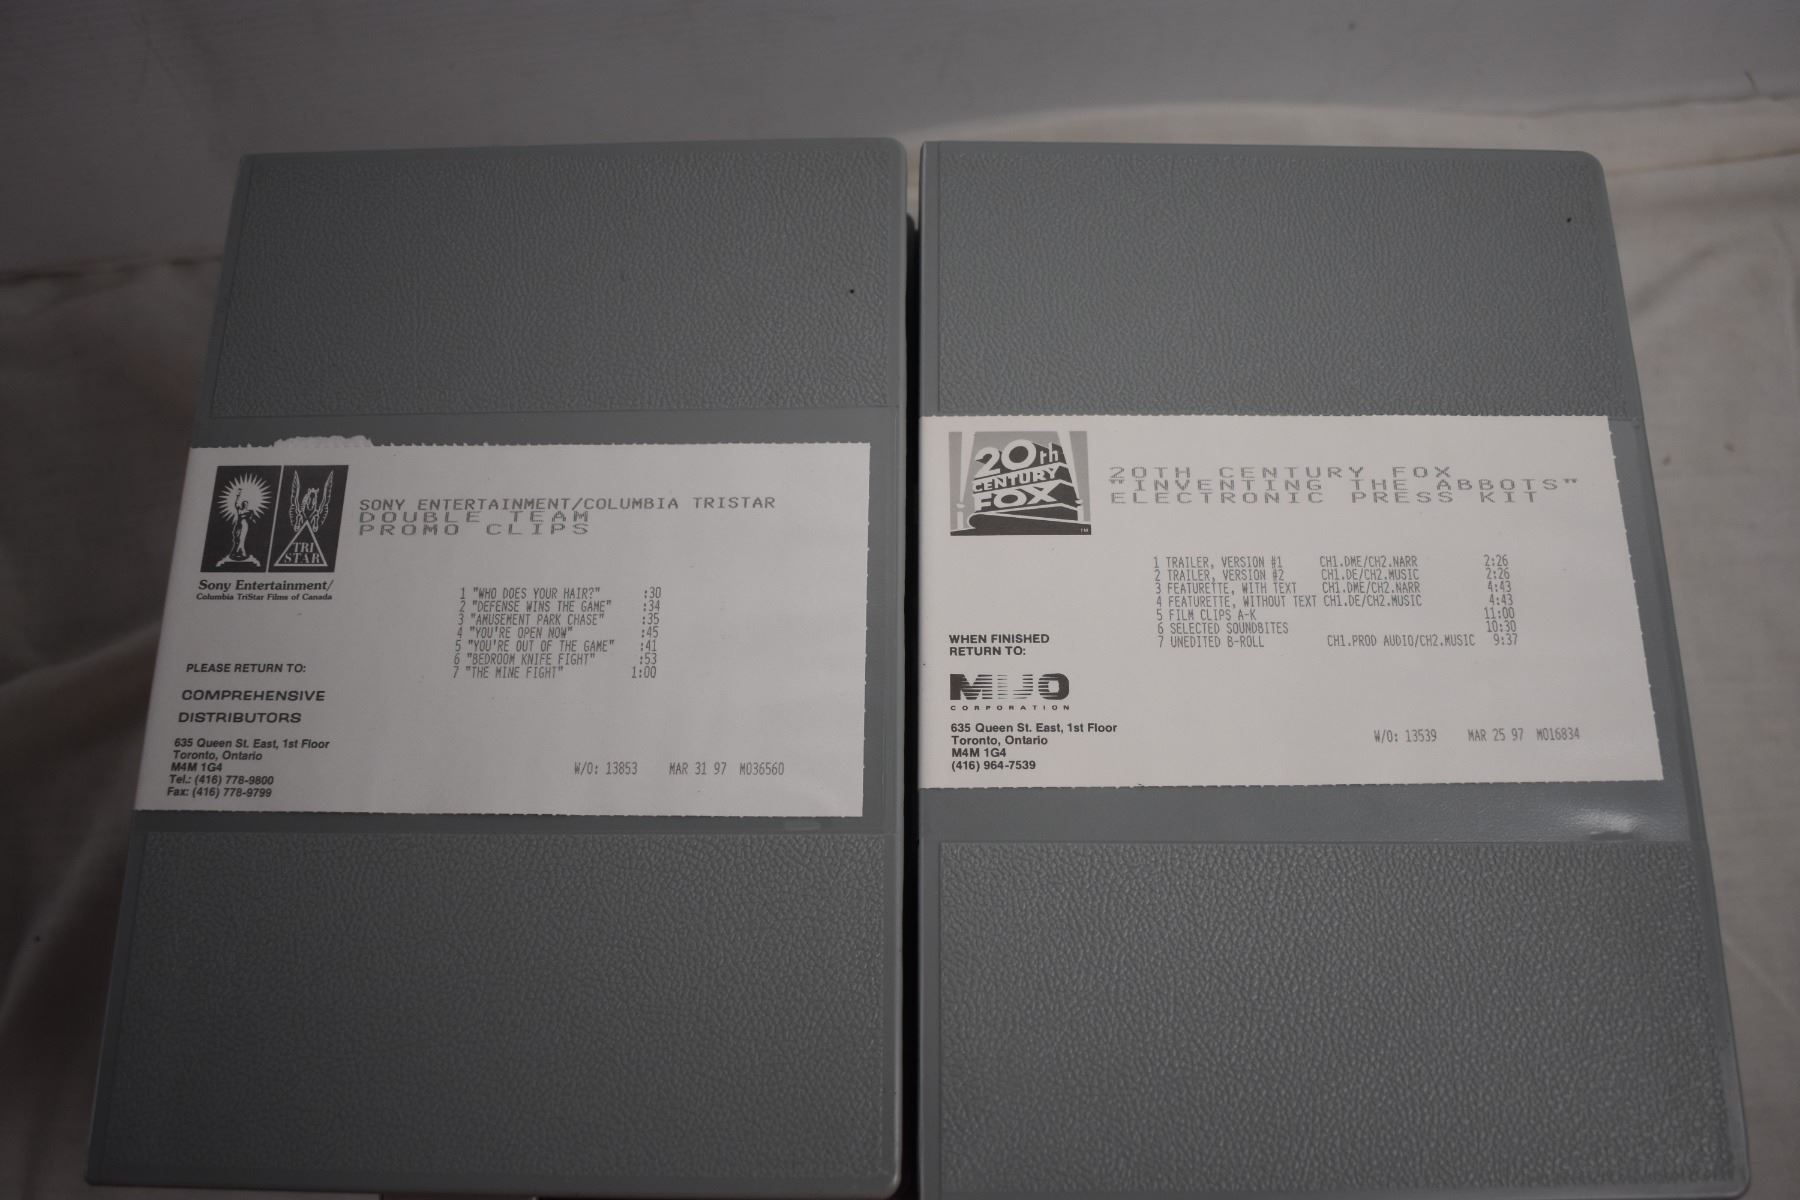 TRI
STAR
Sony Entertainment/
Columbia TriStar Films of Canada
SONY ENTERTAINMENT/COLUMBIA TRISTAR
DOUBLE TEAM
PROMO CLIPS
1 "WHO DOES YOUR HAIR?" :30
2 "DEFENSE WINS THE GAME" :34
3 "AMUSEMENT PARK CHASE" :35
4 "YOU'RE OPEN NOW" :45
5 "YOU'RE OUT OF THE GAME" :41
6 "BEDROOM KNIFE FIGHT" :53
7 "THE MINE FIGHT" 1:00
PLEASE RETURN TO:
COMPREHENSIVE
DISTRIBUTORS
635 Queen St. East, 1st Floor
Toronto, Ontario
M4M 1G4
Tel.: (416) 778-9800
Fax: (416) 778-9799
W/O: 13853 MAR 31 97 M036560
20th
CENTURY
FOX
TM
20TH CENTURY FOX
"INVENTING THE ABBOTS"
ELECTRONIC PRESS KIT
1 TRAILER, VERSION #1 CH1.DME/CH2.NARR 2:26
2 TRAILER, VERSION #2 CH1.DE/CH2.MUSIC 2:26
3 FEATURETTE, WITH TEXT CH1.DME/CH2.NARR 4:43
4 FEATURETTE, WITHOUT TEXT CH1.DE/CH2.MUSIC 4:43
5 FILM CLIPS A-K 11:00
6 SELECTED SOUNDBITES 10:30
7 UNEDITED B-ROLL CH1.PROD AUDIO/CH2.MUSIC 9:37
WHEN FINISHED
RETURN TO:
MIJO
CORPORATION
635 Queen St. East, 1st Floor
Toronto, Ontario
M4M 1G4
(416) 964-7539
W/O: 13539 MAR 25 97 M016834